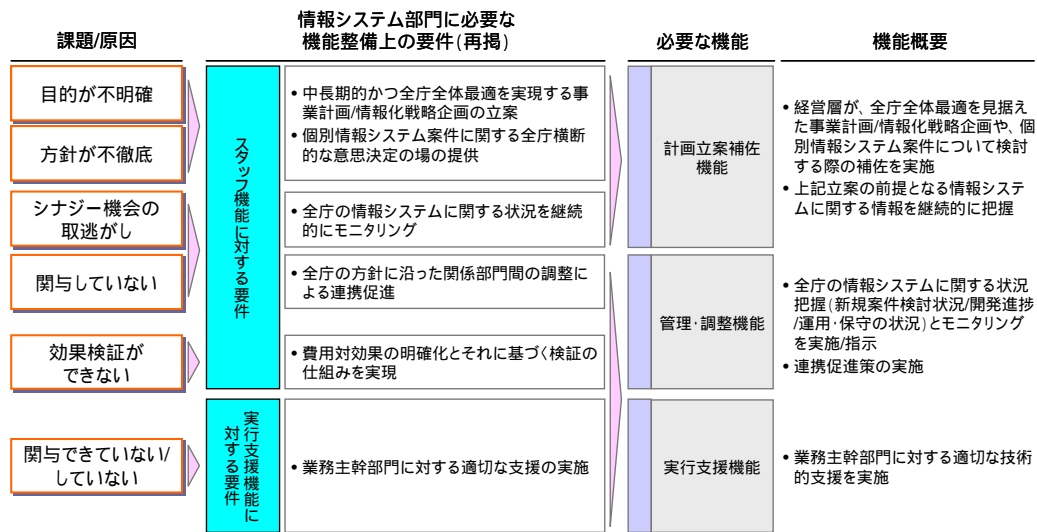 課題/原因
情報システム部門に必要な
機能整備上の要件(再掲)
必要な機能
機能概要
目的が不明確
方針が不徹底
シナジー機会の
取逃がし
関与していない
効果検証が
できない
関与できていない/
していない
スタッフ機能に対する要件
実行支援機能に
対する要件
• 中長期的かつ全庁全体最適を実現する事
業計画/情報化戦略企画の立案
• 個別情報システム案件に関する全庁横断
的な意思決定の場の提供
• 全庁の情報システムに関する状況を継続
的にモニタリング
• 全庁の方針に沿った関係部門間の調整によ
る連携促進
• 費用対効果の明確化とそれに基づく検証の
仕組みを実現
• 業務主幹部門に対する適切な支援の実施
計画立案補佐
機能
管理・調整機能
実行支援機能
• 経営層が、全庁全体最適を見据え
た事業計画/情報化戦略企画や、個
別情報システム案件について検討
する際の補佐を実施
• 上記立案の前提となる情報システ
ムに関する情報を継続的に把握
• 全庁の情報システムに関する状況
把握(新規案件検討状況/開発進捗
/運用・保守の状況)とモニタリング
を実施/指示
• 連携促進策の実施
• 業務主幹部門に対する適切な技術
的支援を実施